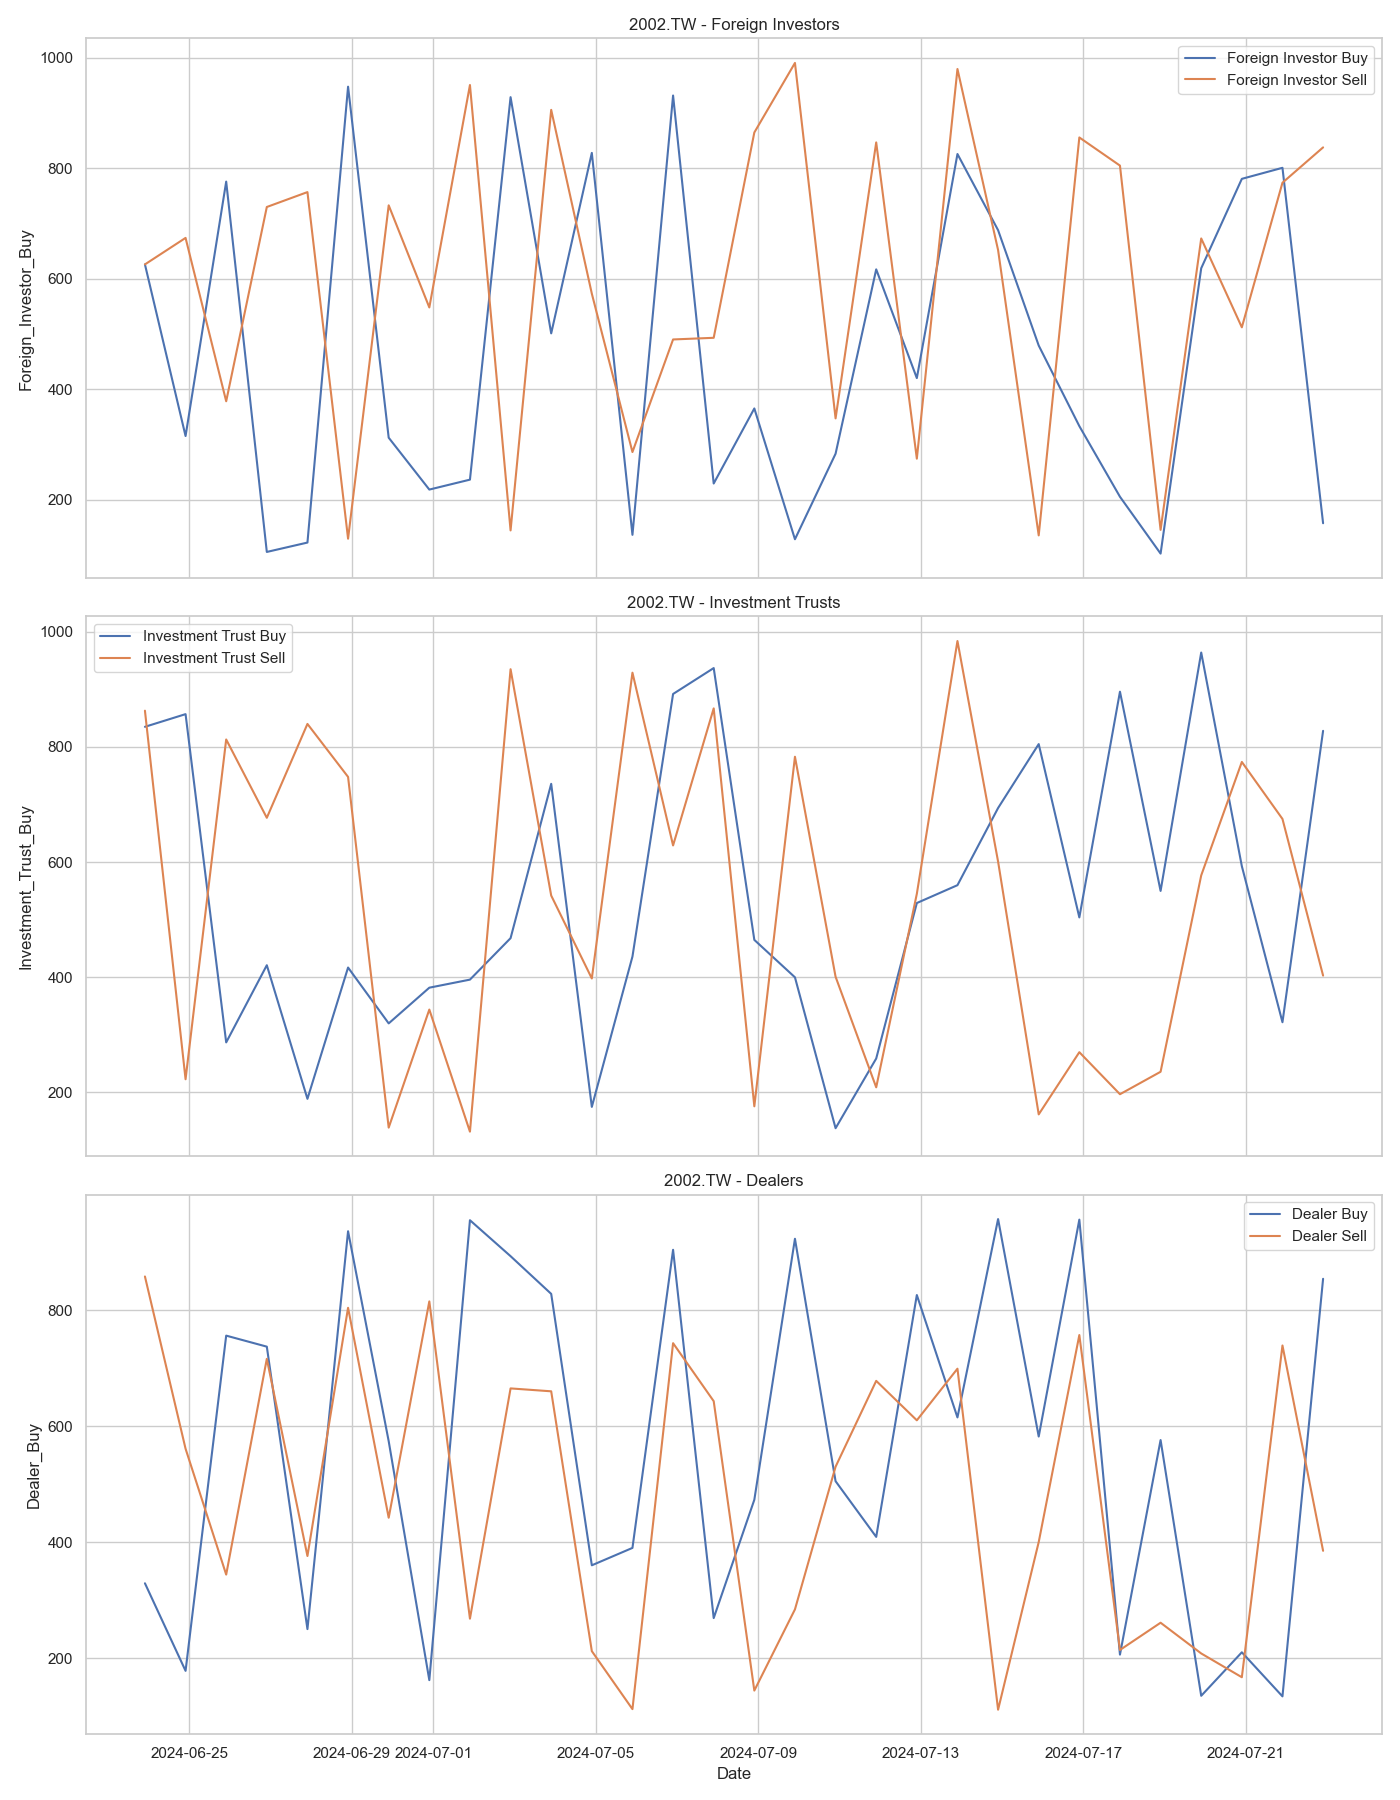 2002.TW - Foreign Investors
Foreign Investor Buy
Foreign Investor Sell
Foreign_Investor_Buy
1000
800
600
400
200
2002.TW - Investment Trusts
Investment Trust Buy
Investment Trust Sell
Investment_Trust_Buy
1000
800
600
400
200
2002.TW - Dealers
Dealer Buy
Dealer Sell
Dealer_Buy
800
600
400
200
2024-06-25 2024-06-29 2024-07-01 2024-07-05 2024-07-09 2024-07-13 2024-07-17 2024-07-21
Date